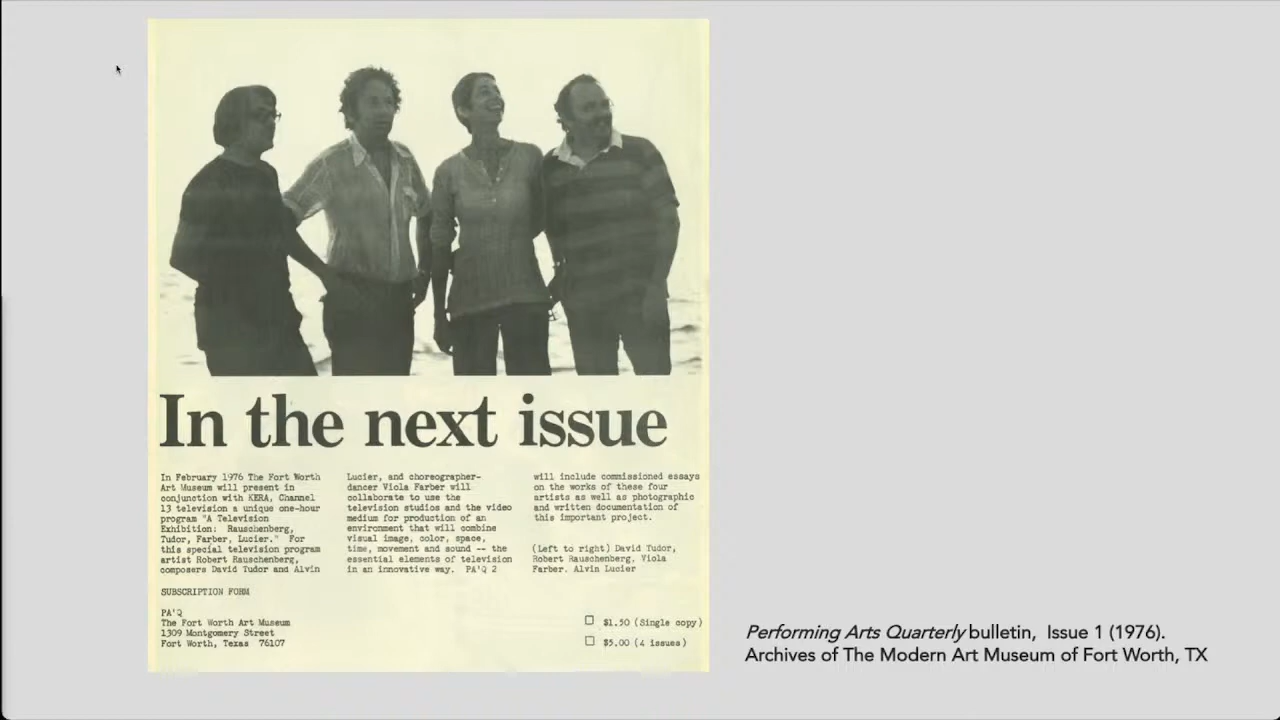 In the next issue
In February 1976 The Fort Worth
Art Museum will present in
conjunction with KERA, Channel
13 television a unique one-hour
program "A Television
Exhibition: Rauschenberg,
Tudor, Farber, Lucier." For
this special television program
artist Robert Rauschenberg,
composers David Tudor and Alvin
Lucier, and choreographer-
dancer Viola Farber will
collaborate to use the
television studios and the video
medium for production of an
environment that will combine
visual image, color, space,
time, movement and sound -- the
essential elements of television
in an innovative way. PA'Q 2
will include commissioned essays
on the works of these four
artists as well as photographic
and written documentation of
this important project.
(Left to right) David Tudor,
Robert Rauschenberg, Viola
Farber. Alvin Lucier
SUBSCRIPTION FORM
PA'Q
The Fort Worth Art Museum
1309 Montgomery Street
Fort Worth, Texas 76107
$1.50 (Single copy)
$5.00 (4 issues)
Performing Arts Quarterly bulletin, Issue 1 (1976).
Archives of The Modern Art Museum of Fort Worth, TX